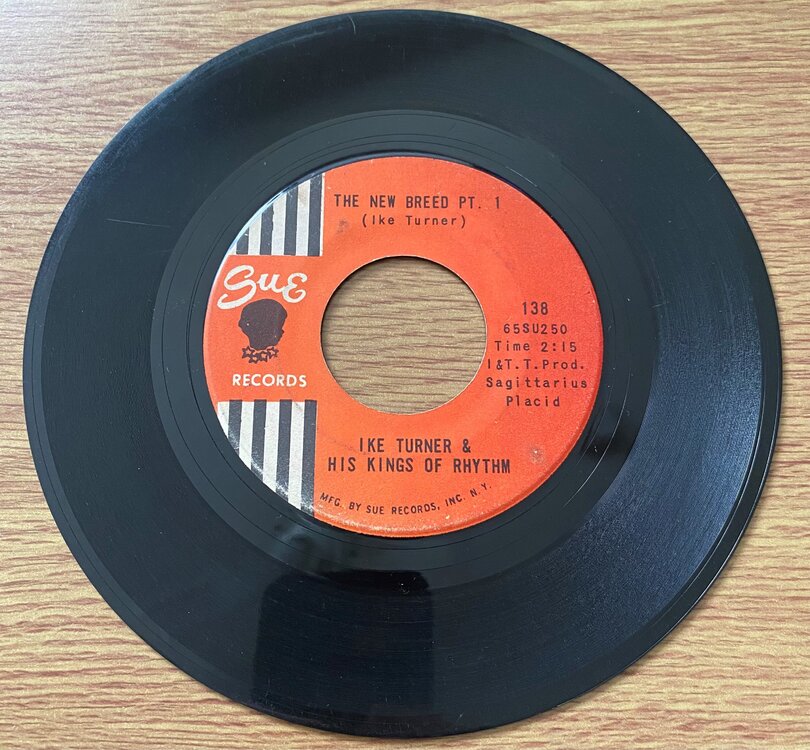 THE NEW BREED PT. 1
(Ike Turner)
Sue
RECORDS
138
65SU250
Time 2:15
I&T.T.Prod.
Sagittarius
Placid
IKE TURNER &
HIS KINGS OF RHYTHM
MFG. BY SUE RECORDS, INC. N.Y.